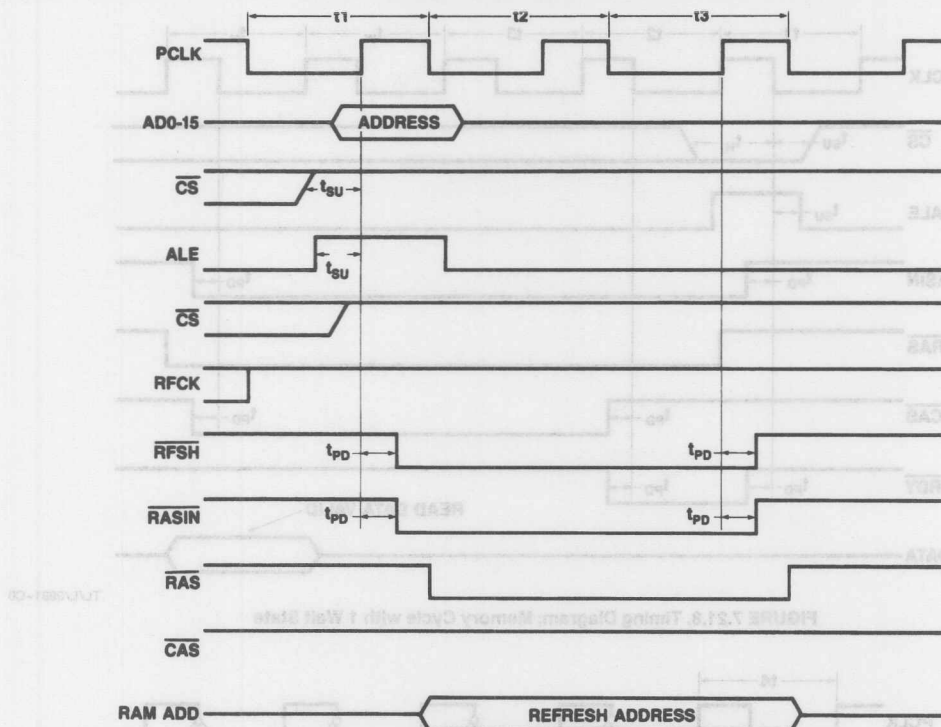 t1 t2 t3
PCLK
AD0-15 ADDRESS
CS tSU
ALE tSU
CS
RFCK
RFSH tPD tPD
RASIN tPD tPD
RAS
CAS
RAM ADD REFRESH ADDRESS